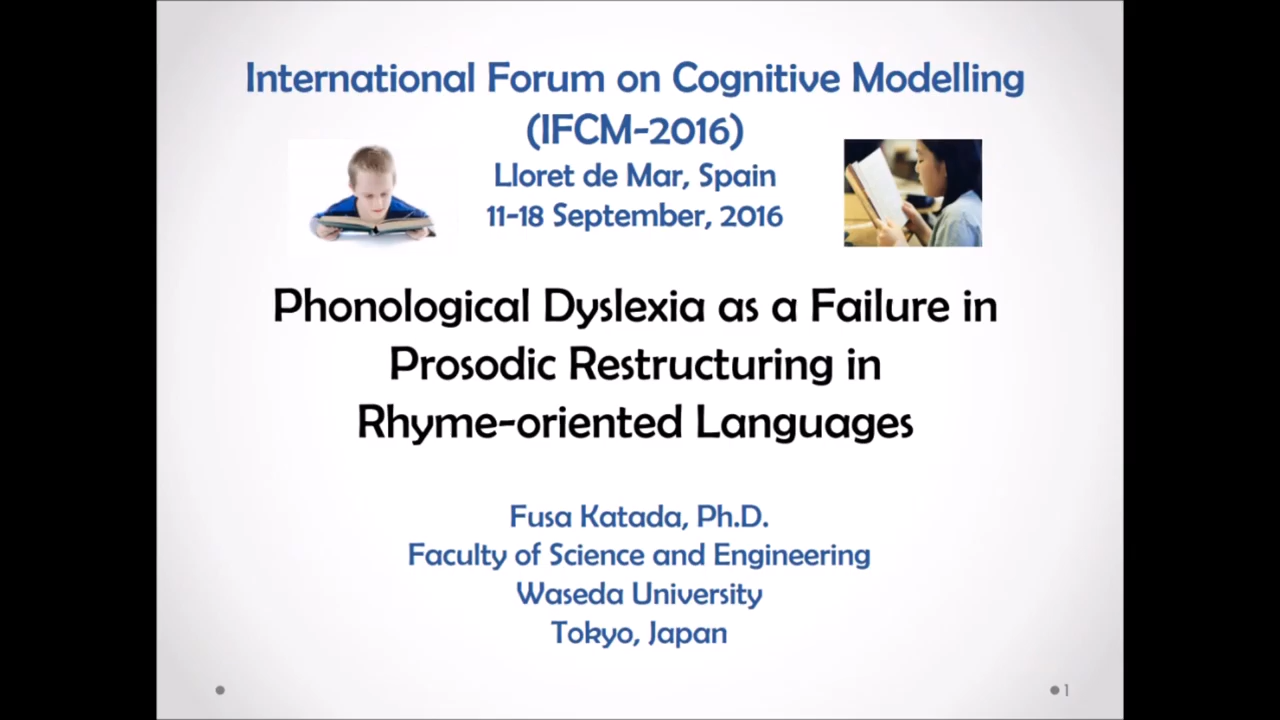 International Forum on Cognitive Modelling
(IFCM-2016)
Lloret de Mar, Spain
11-18 September, 2016
Phonological Dyslexia as a Failure in
Prosodic Restructuring in
Rhyme-oriented Languages
Fusa Katada, Ph.D.
Faculty of Science and Engineering
Waseda University
Tokyo, Japan
1